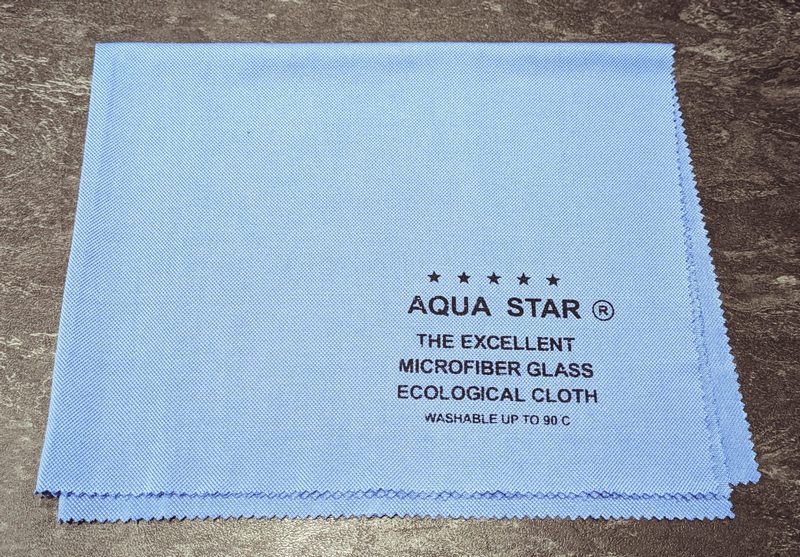 ★ ★ ★ ★ ★
AQUA STAR ®
THE EXCELLENT
MICROFIBER GLASS
ECOLOGICAL CLOTH
WASHABLE UP TO 90 C